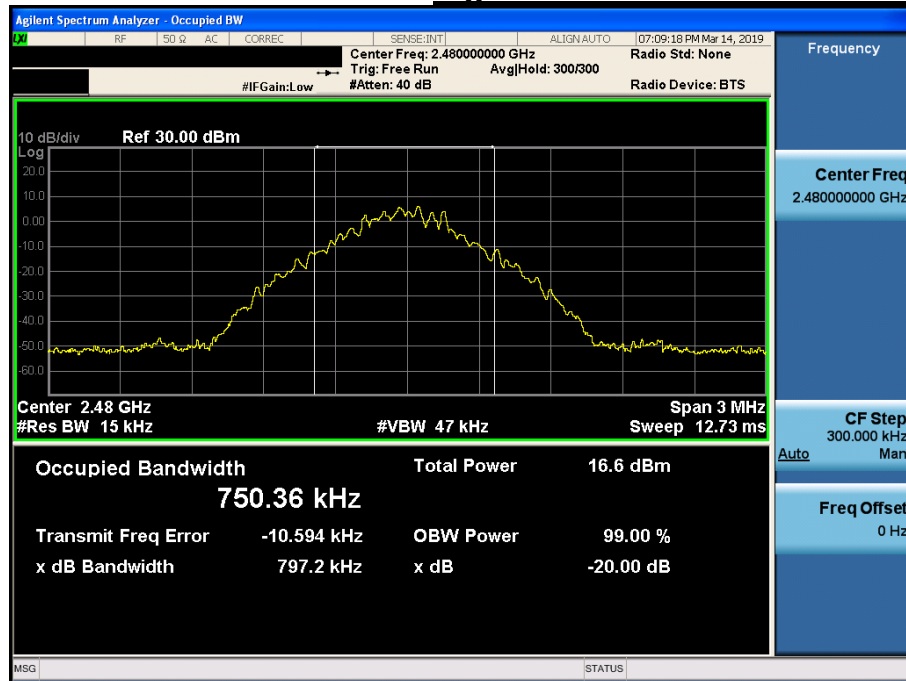 Agilent Spectrum Analyzer - Occupied BW
LXI RF 50 Ω AC CORREC SENSE:INT ALIGN AUTO 07:09:18 PM Mar 14, 2019
Center Freq: 2.480000000 GHz Radio Std: None
Trig: Free Run Avg|Hold: 300/300
#IFGain:Low #Atten: 40 dB Radio Device: BTS
10 dB/div Ref 30.00 dBm
Log
20.0
10.0
0.00
-10.0
-20.0
-30.0
-40.0
-50.0
-60.0
Center 2.48 GHz Span 3 MHz
#Res BW 15 kHz #VBW 47 kHz Sweep 12.73 ms
Occupied Bandwidth Total Power 16.6 dBm
750.36 kHz
Transmit Freq Error -10.594 kHz OBW Power 99.00 %
x dB Bandwidth 797.2 kHz x dB -20.00 dB
MSG STATUS
Frequency
Center Freq
2.480000000 GHz
CF Step
300.000 kHz
Auto Man
Freq Offset
0 Hz